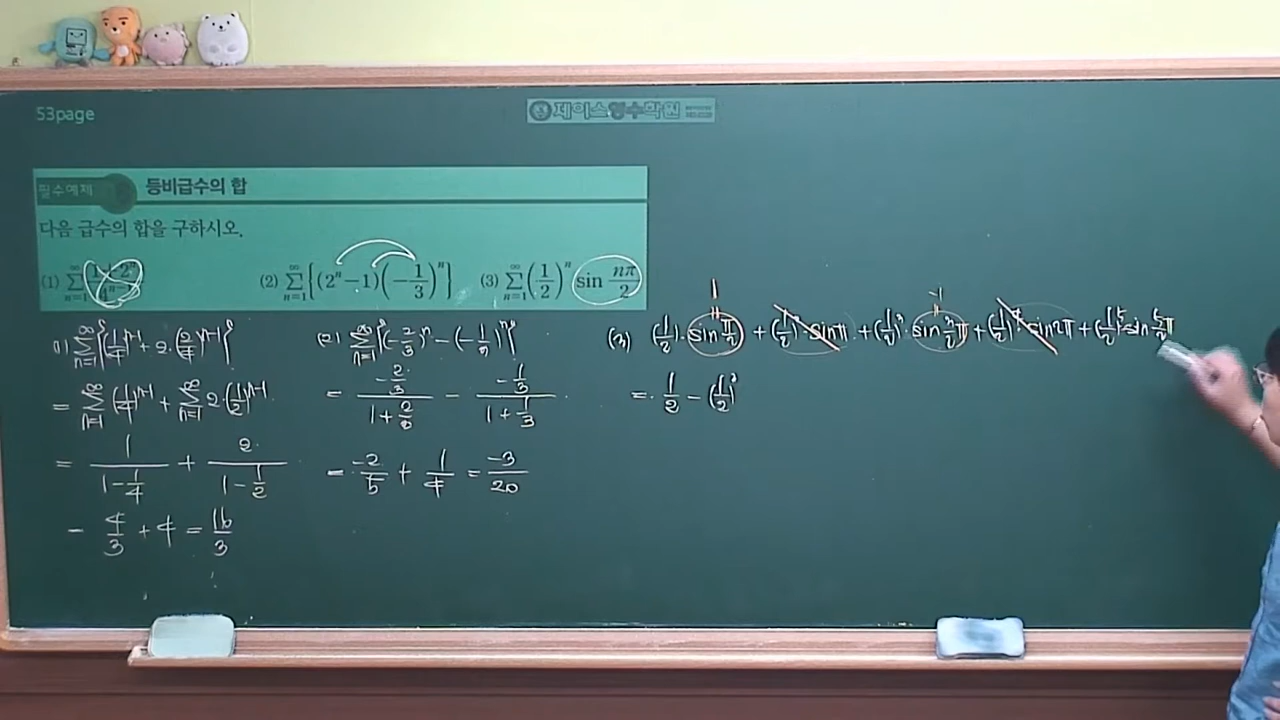 53page
제이스영수학원
필수예제 등비급수의 합
다음 급수의 합을 구하시오.
(1) ∑_{n=1}^{∞} (1+2^n)/4^{n-1}
(2) ∑_{n=1}^{∞} {(2^n-1)(-1/3)^n}
(3) ∑_{n=1}^{∞} (1/2)^n sin nπ/2
(1) ∑_{n=1}^{∞} {(1/4)^{n-1} + 2·(2/4)^{n-1}}
= ∑_{n=1}^{∞} (1/4)^{n-1} + ∑_{n=1}^{∞} 2·(1/2)^{n-1}
= 1/(1-1/4) + 2/(1-1/2)
= 4/3 + 4 = 16/3
(2) ∑_{n=1}^{∞} {(-2/3)^n - (-1/3)^n}
= (-2/3)/(1+2/3) - (-1/3)/(1+1/3)
= -2/5 + 1/4 = -3/20
1
-1
(3) (1/2)·sin π/2 + (1/2)^2·sinπ + (1/2)^3·sin 3/2 π + (1/2)^4·sin2π + (1/2)^5·sin 5/2 π
= 1/2 - (1/2)^3